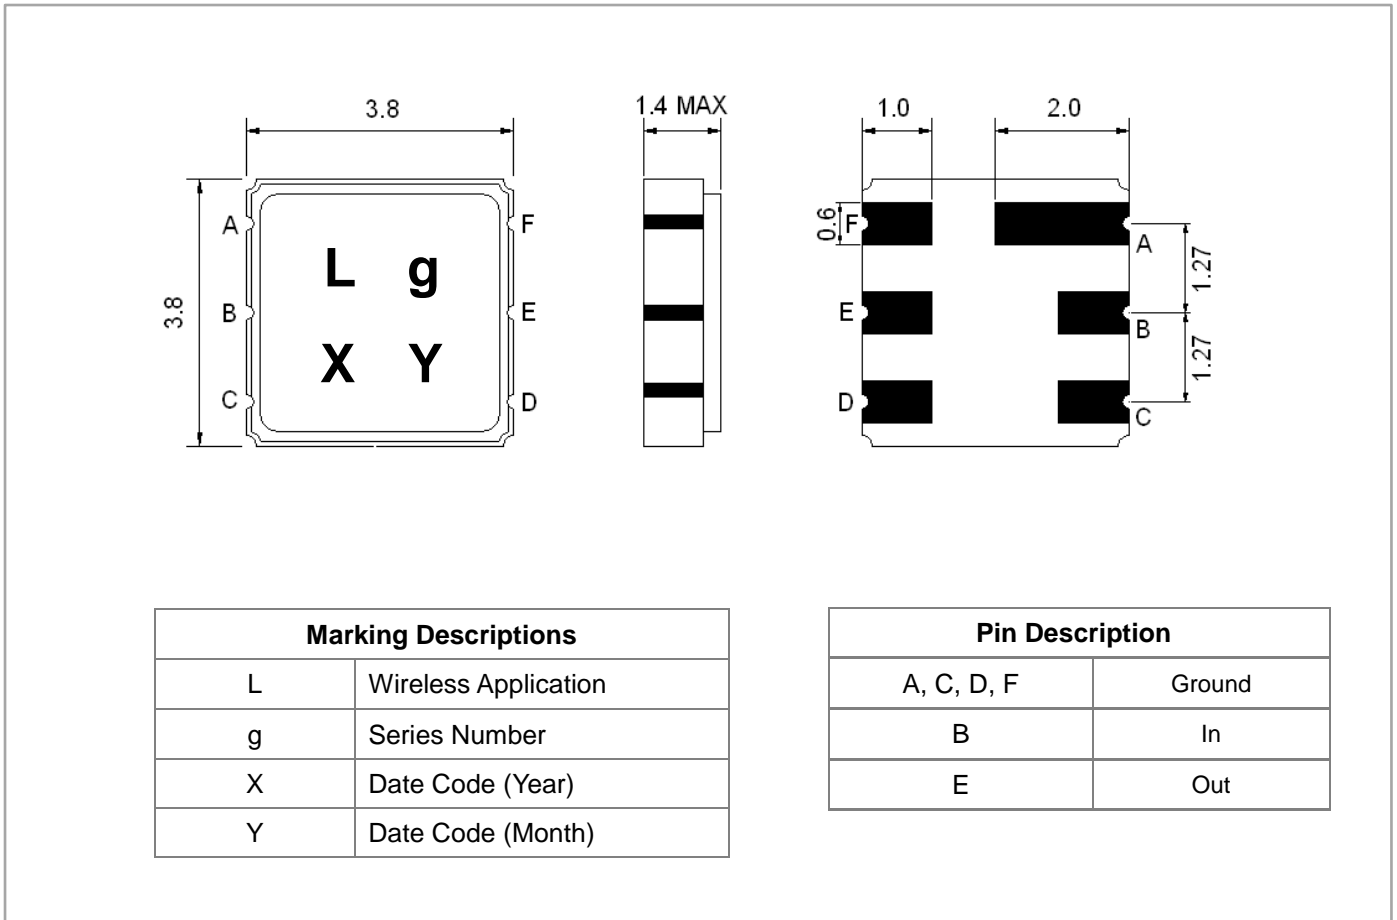 3.8
1.4 MAX
1.0
2.0
3.8
A
B
C
F
E
D
L g
X Y
0.6
F
E
D
A
B
C
1.27
1.27
Marking Descriptions
L Wireless Application
g Series Number
X Date Code (Year)
Y Date Code (Month)
Pin Description
A, C, D, F Ground
B In
E Out